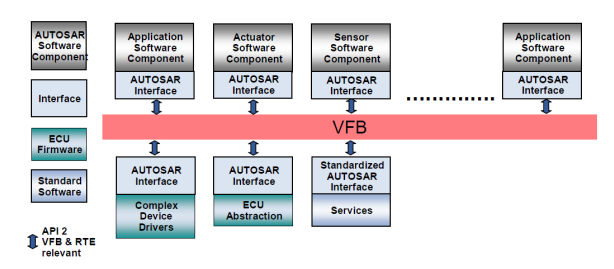 AUTOSAR
Software
Component
Interface
ECU
Firmware
Standard
Software
API 2
VFB & RTE
relevant
Application
Software
Component
AUTOSAR
Interface
Actuator
Software
Component
AUTOSAR
Interface
Sensor
Software
Component
AUTOSAR
Interface
..............
Application
Software
Component
AUTOSAR
Interface
VFB
AUTOSAR
Interface
Complex
Device
Drivers
AUTOSAR
Interface
ECU
Abstraction
Standardized
AUTOSAR
Interface
Services